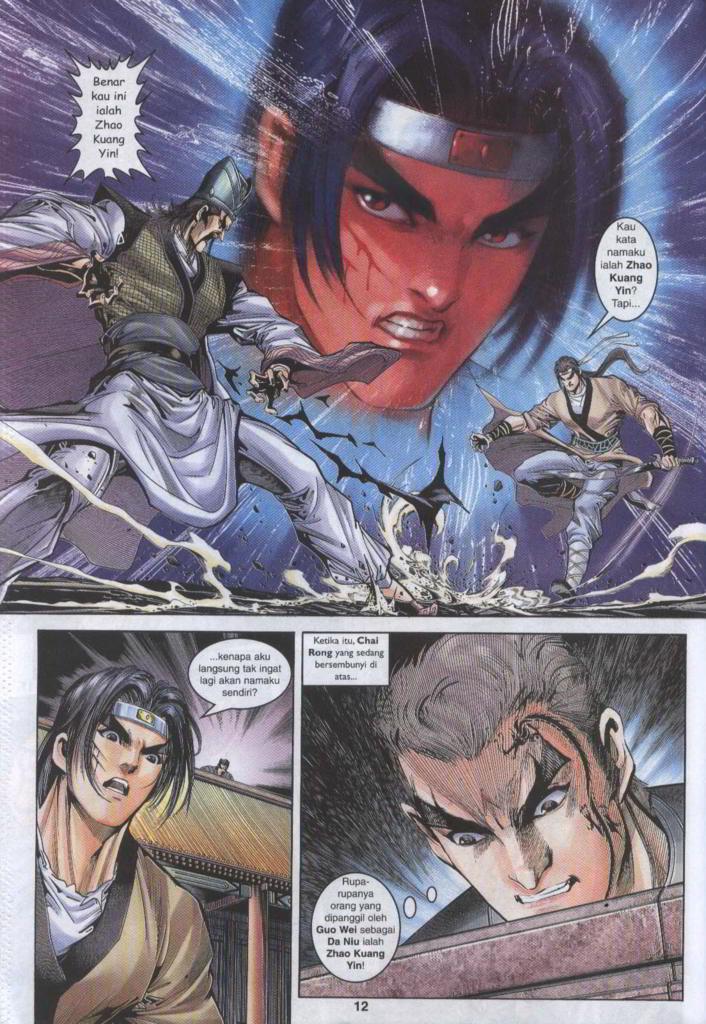 Benar
kau ini
ialah
Zhao
Kuang
Yin!
Kau
kata
namaku
ialah Zhao
Kuang
Yin?
Tapi...
...kenapa aku
langsung tak ingat
lagi akan namaku
sendiri?
Ketika itu, Chai
Rong yang sedang
bersembunyi di
atas...
Rupa-
rupanya
orang yang
dipanggil oleh
Guo Wei sebagai
Da Niu ialah
Zhao Kuang
Yin!
12